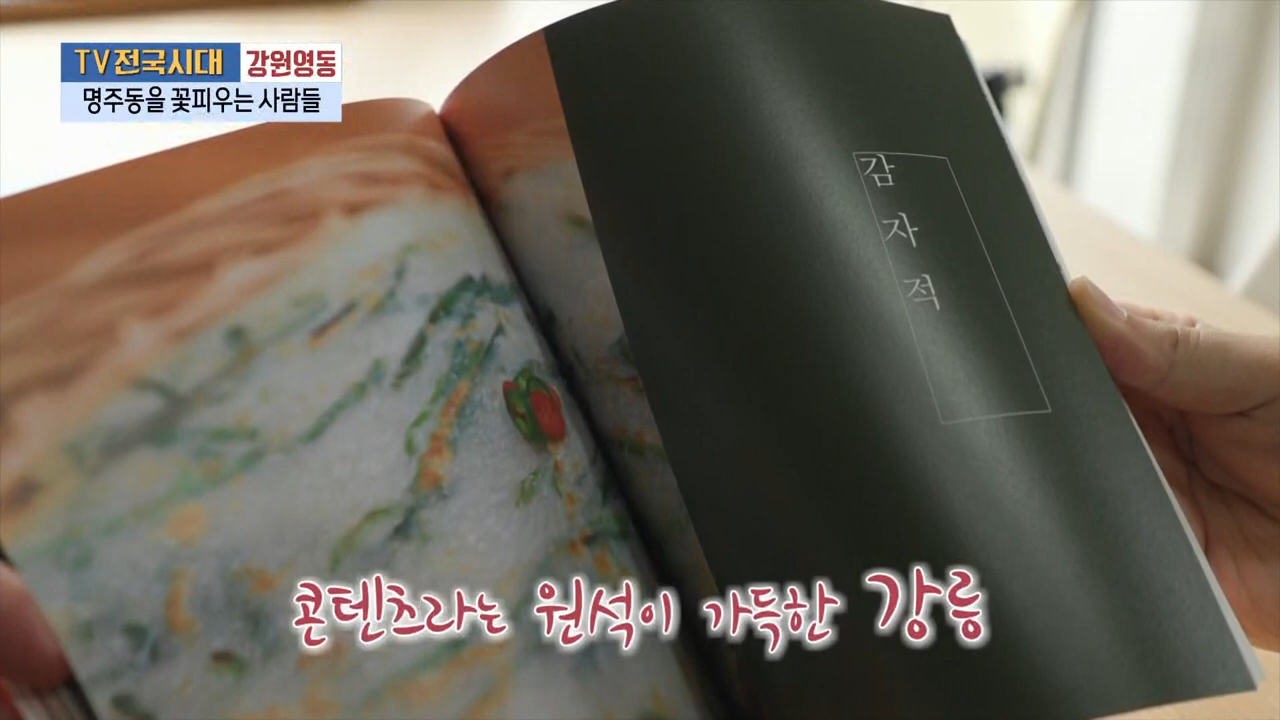 TV전국시대 강원영동
명주동을 꽃피우는 사람들
감
자
적
콘텐츠라는 원석이 가득한 강릉